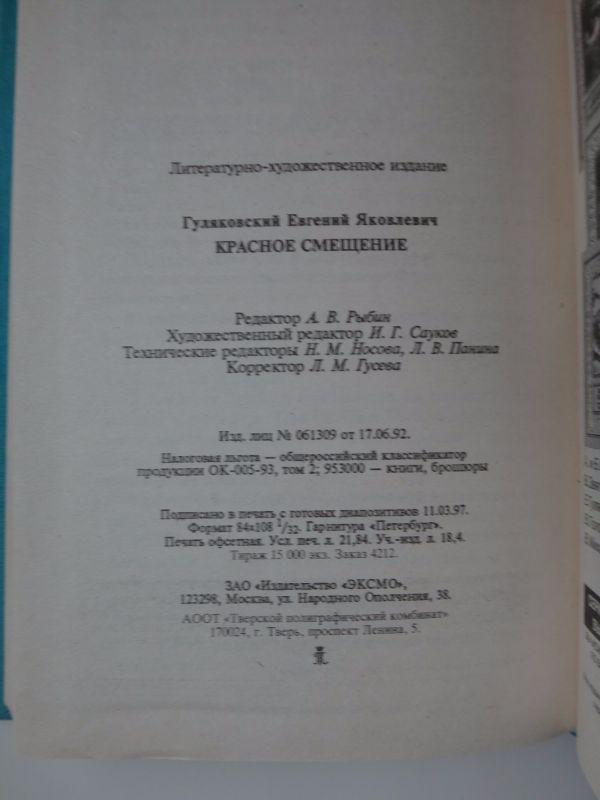 Литературно-художественное издание
Гуляковский Евгений Яковлевич
КРАСНОЕ СМЕЩЕНИЕ
Редактор А. В. Рыбин
Художественный редактор И. Г. Сауков
Технические редакторы Н. М. Носова, Л. В. Панина
Корректор Л. М. Гусева
Изд. лиц № 061309 от 17.06.92.
Налоговая льгота — общероссийский классификатор
продукции ОК-005-93, том 2; 953000 — книги, брошюры
Подписано в печать с готовых диапозитивов 11.03.97.
Формат 84х108 1/32. Гарнитура «Петербург».
Печать офсетная. Усл. печ. л. 21,84. Уч.-изд. л. 18,4.
Тираж 15 000 экз. Заказ 4212.
ЗАО «Издательство «ЭКСМО»,
123298, Москва, ул. Народного Ополчения, 38.
АООТ «Тверской полиграфический комбинат»
170024, г. Тверь, проспект Ленина, 5.